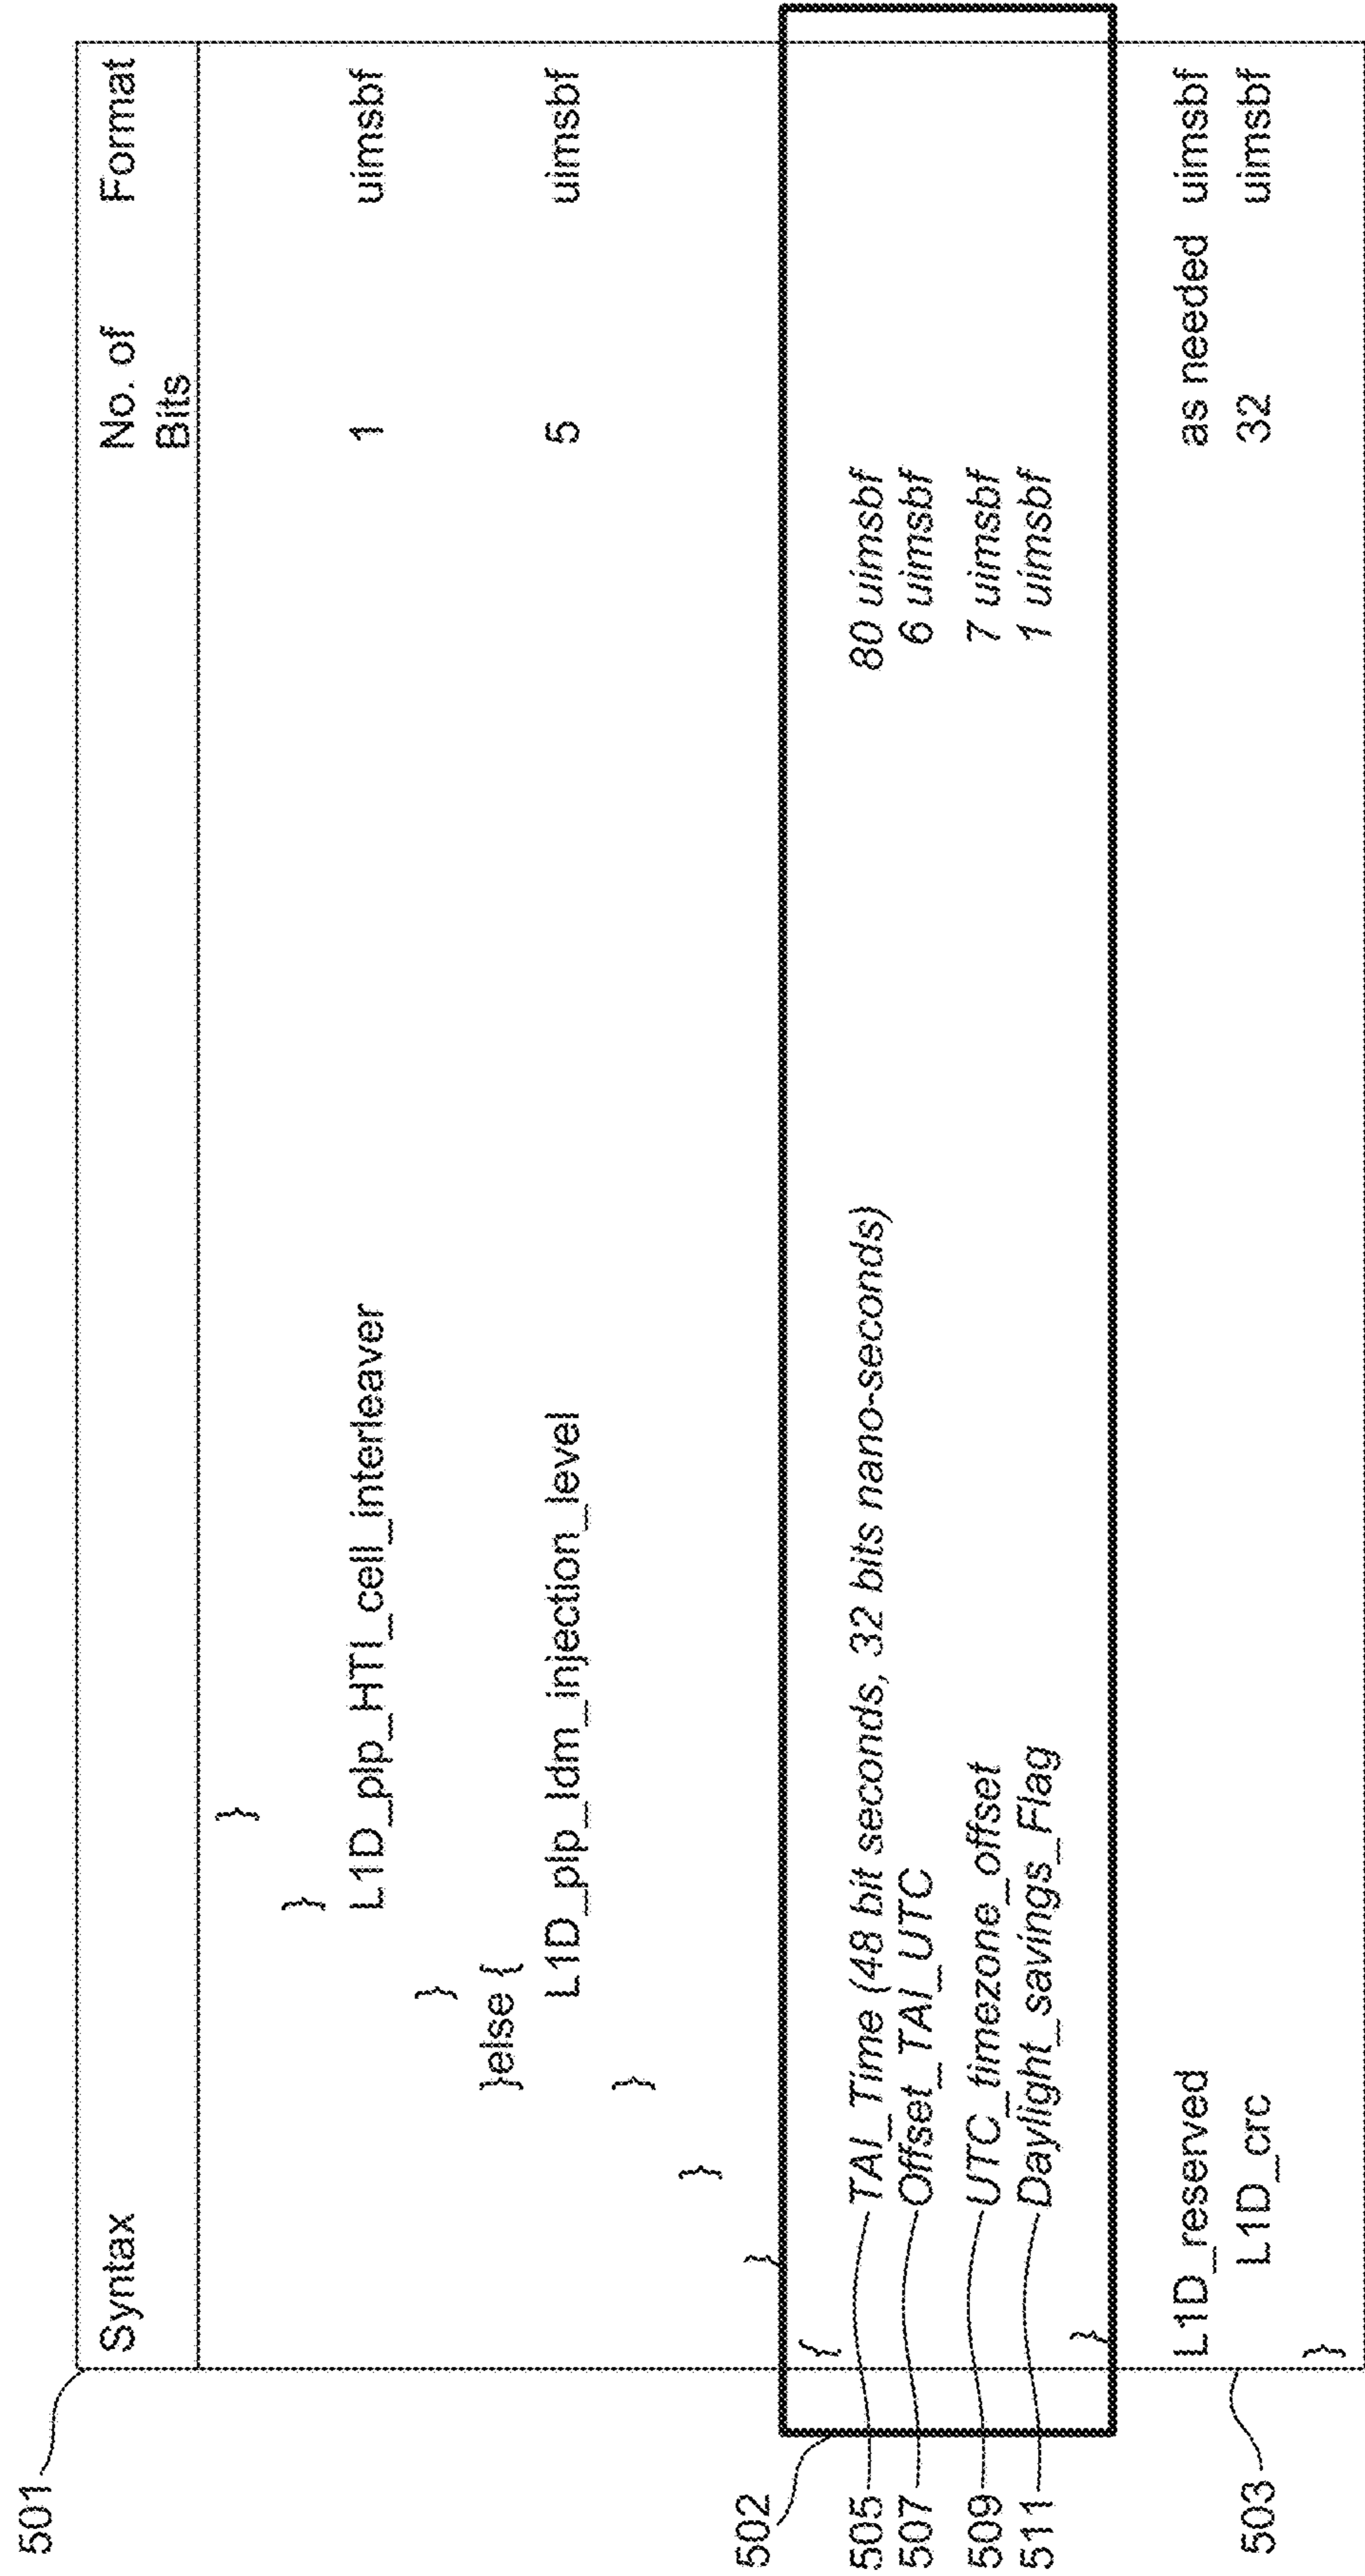 501
Syntax No. of Bits Format
}
}
L1D_plp_HTI_cell_interleaver 1 uimsbf
}
}else {
L1D_plp_ldm_injection_level 5 uimsbf
}
}
}
502
{
505 TAI_Time (48 bit seconds, 32 bits nano-seconds) 80 uimsbf
507 Offset_TAI_UTC 6 uimsbf
509 UTC_timezone_offset 7 uimsbf
511 Daylight_savings_Flag 1 uimsbf
}
L1D_reserved as needed uimsbf
503 L1D_crc 32 uimsbf
}